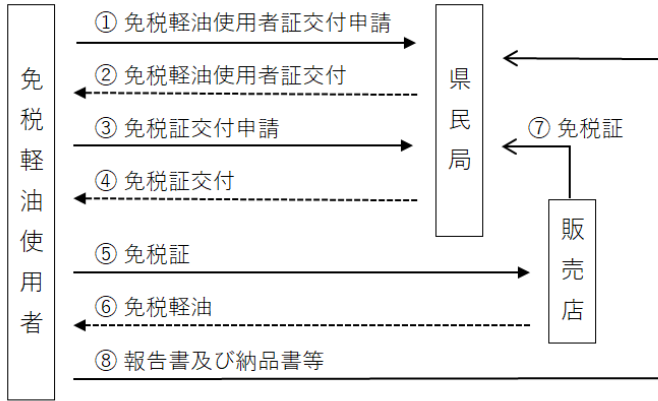 ① 免税軽油使用者証交付申請
② 免税軽油使用者証交付
③ 免税証交付申請
④ 免税証交付
⑤ 免税証
⑥ 免税軽油
⑦ 免税証
⑧ 報告書及び納品書等
免税軽油使用者
県民局
販売店